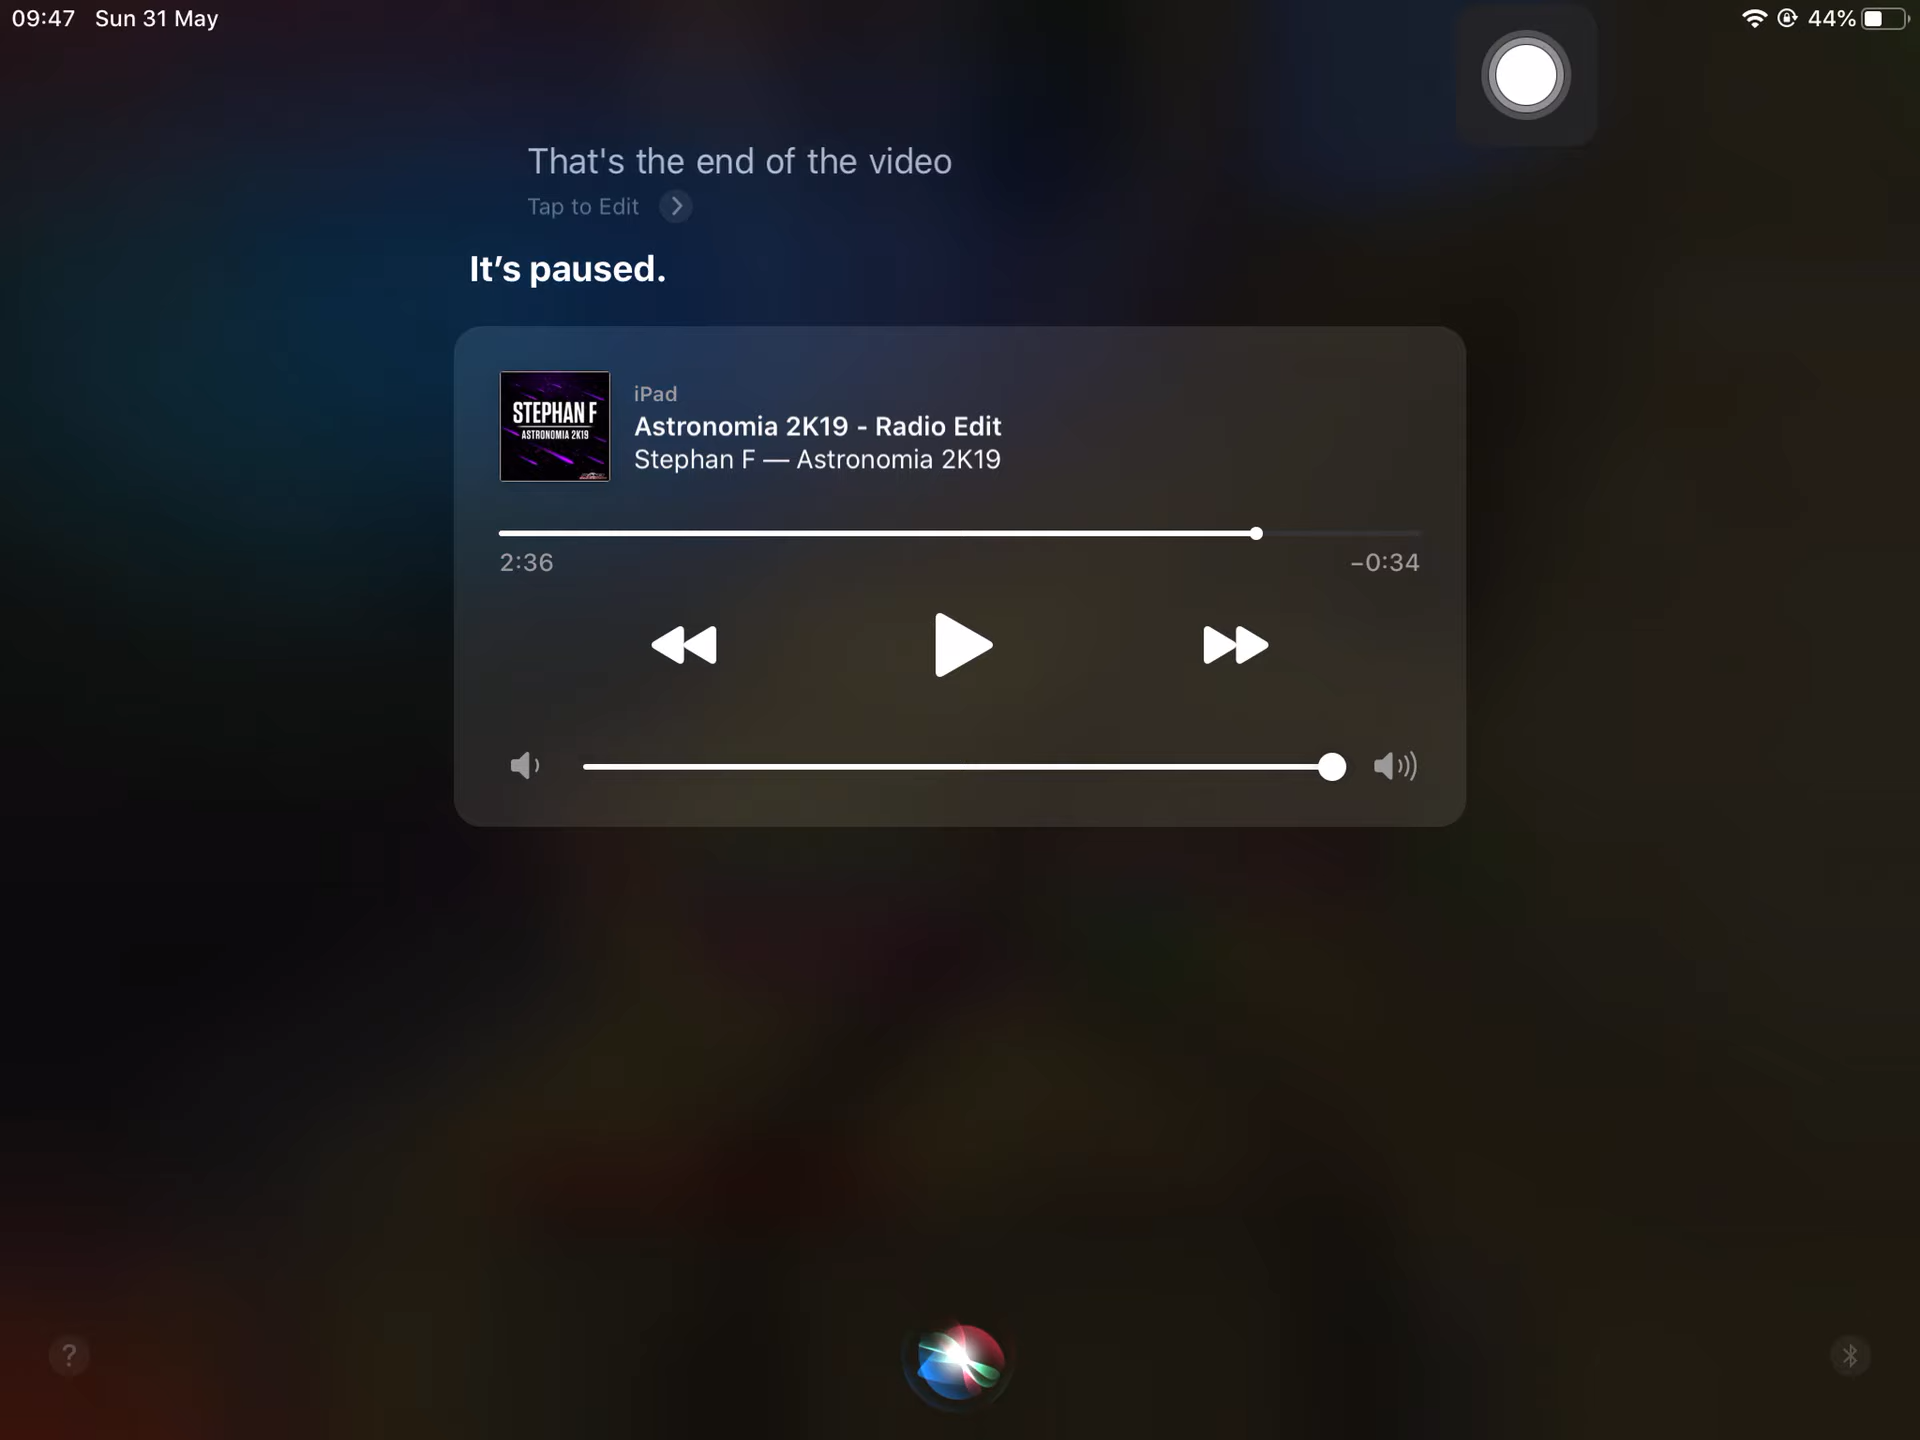 09:47 Sun 31 May
44%
That's the end of the video
Tap to Edit
It’s paused.
STEPHAN F
ASTRONOMIA 2K19
iPad
Astronomia 2K19 - Radio Edit
Stephan F — Astronomia 2K19
2:36
–0:34
?